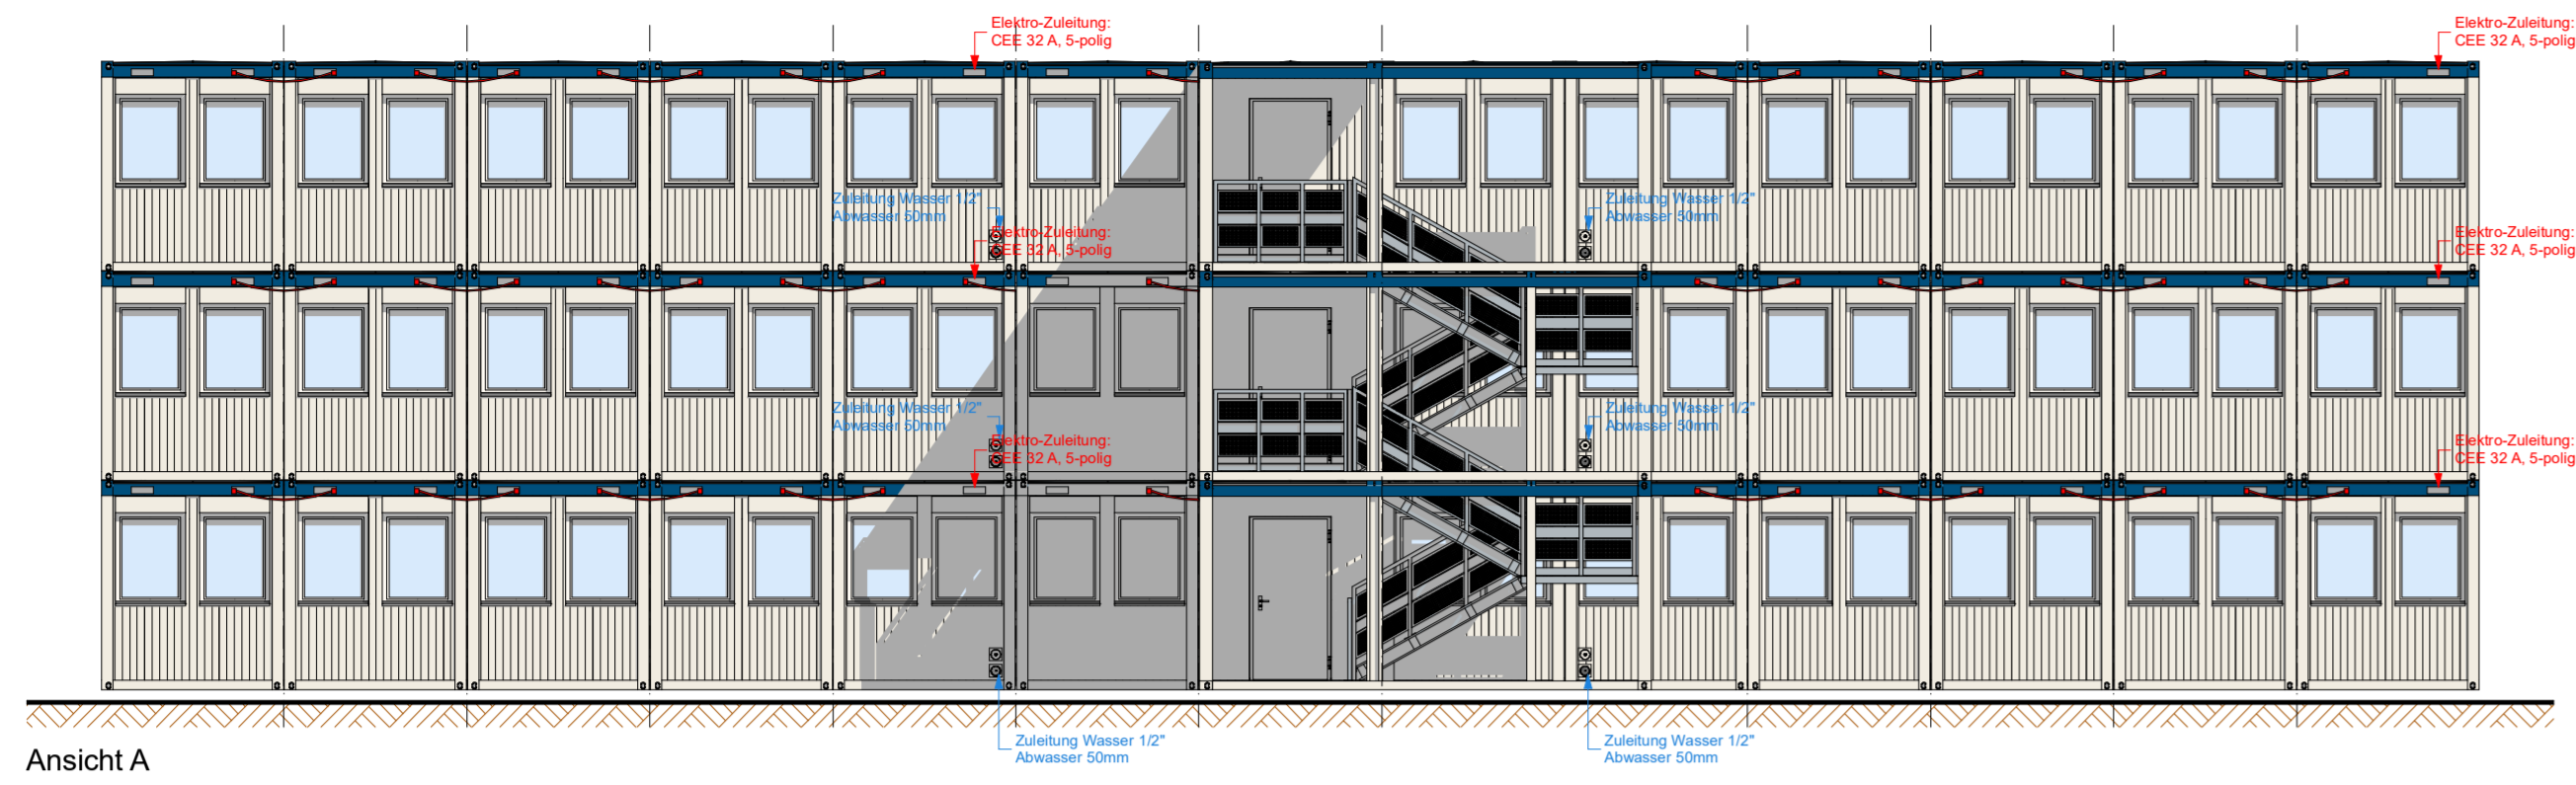 Elektro-Zuleitung:
CEE 32 A, 5-polig
Elektro-Zuleitung:
CEE 32 A, 5-polig
Zuleitung Wasser 1/2"
Abwasser 50mm
Zuleitung Wasser 1/2"
Abwasser 50mm
Elektro-Zuleitung:
CEE 32 A, 5-polig
Elektro-Zuleitung:
CEE 32 A, 5-polig
Zuleitung Wasser 1/2"
Abwasser 50mm
Zuleitung Wasser 1/2"
Abwasser 50mm
Elektro-Zuleitung:
CEE 32 A, 5-polig
Elektro-Zuleitung:
CEE 32 A, 5-polig
Zuleitung Wasser 1/2"
Abwasser 50mm
Zuleitung Wasser 1/2"
Abwasser 50mm
Ansicht A